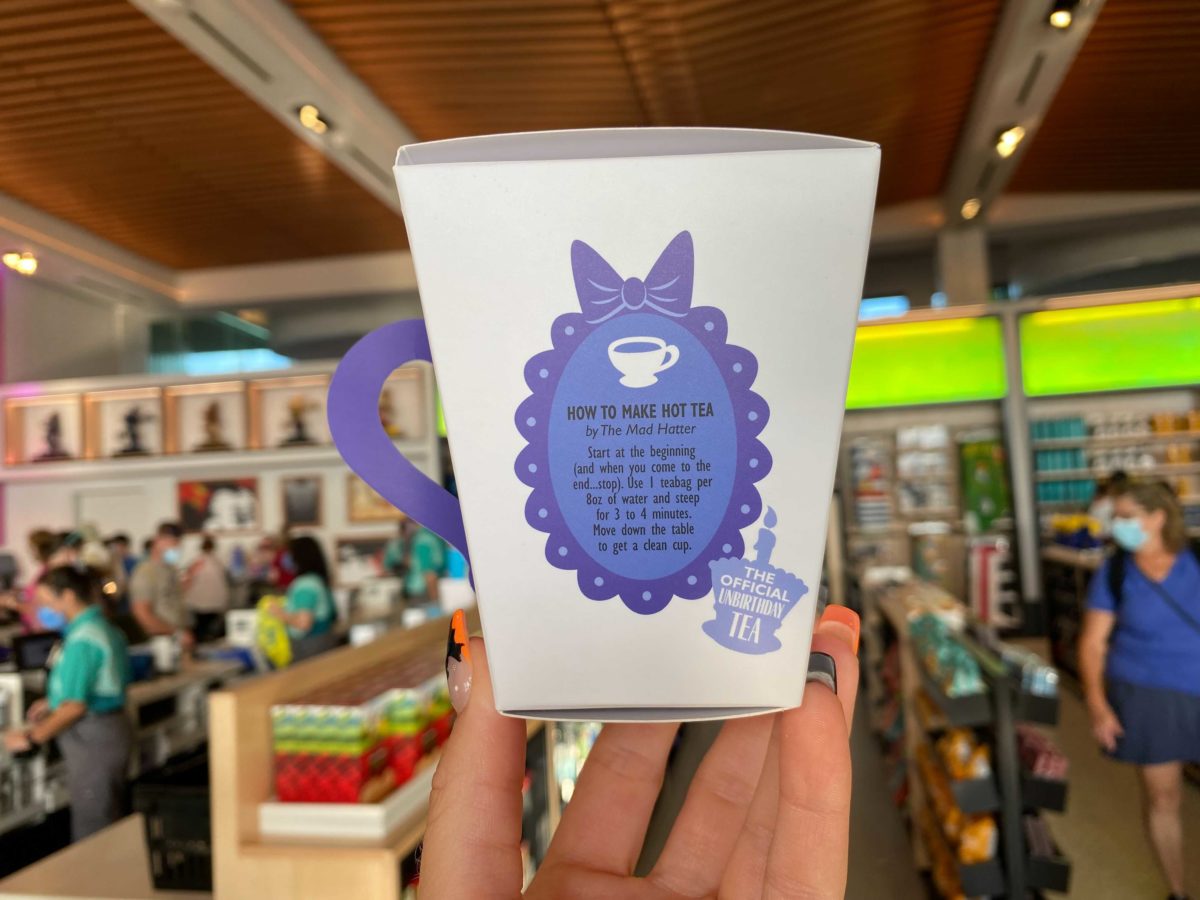 HOW TO MAKE HOT TEA
by The Mad Hatter
Start at the beginning
(and when you come to the
end...stop). Use 1 teabag per
8oz of water and steep
for 3 to 4 minutes.
Move down the table
to get a clean cup.
THE
OFFICIAL
UNBIRTHDAY
TEA